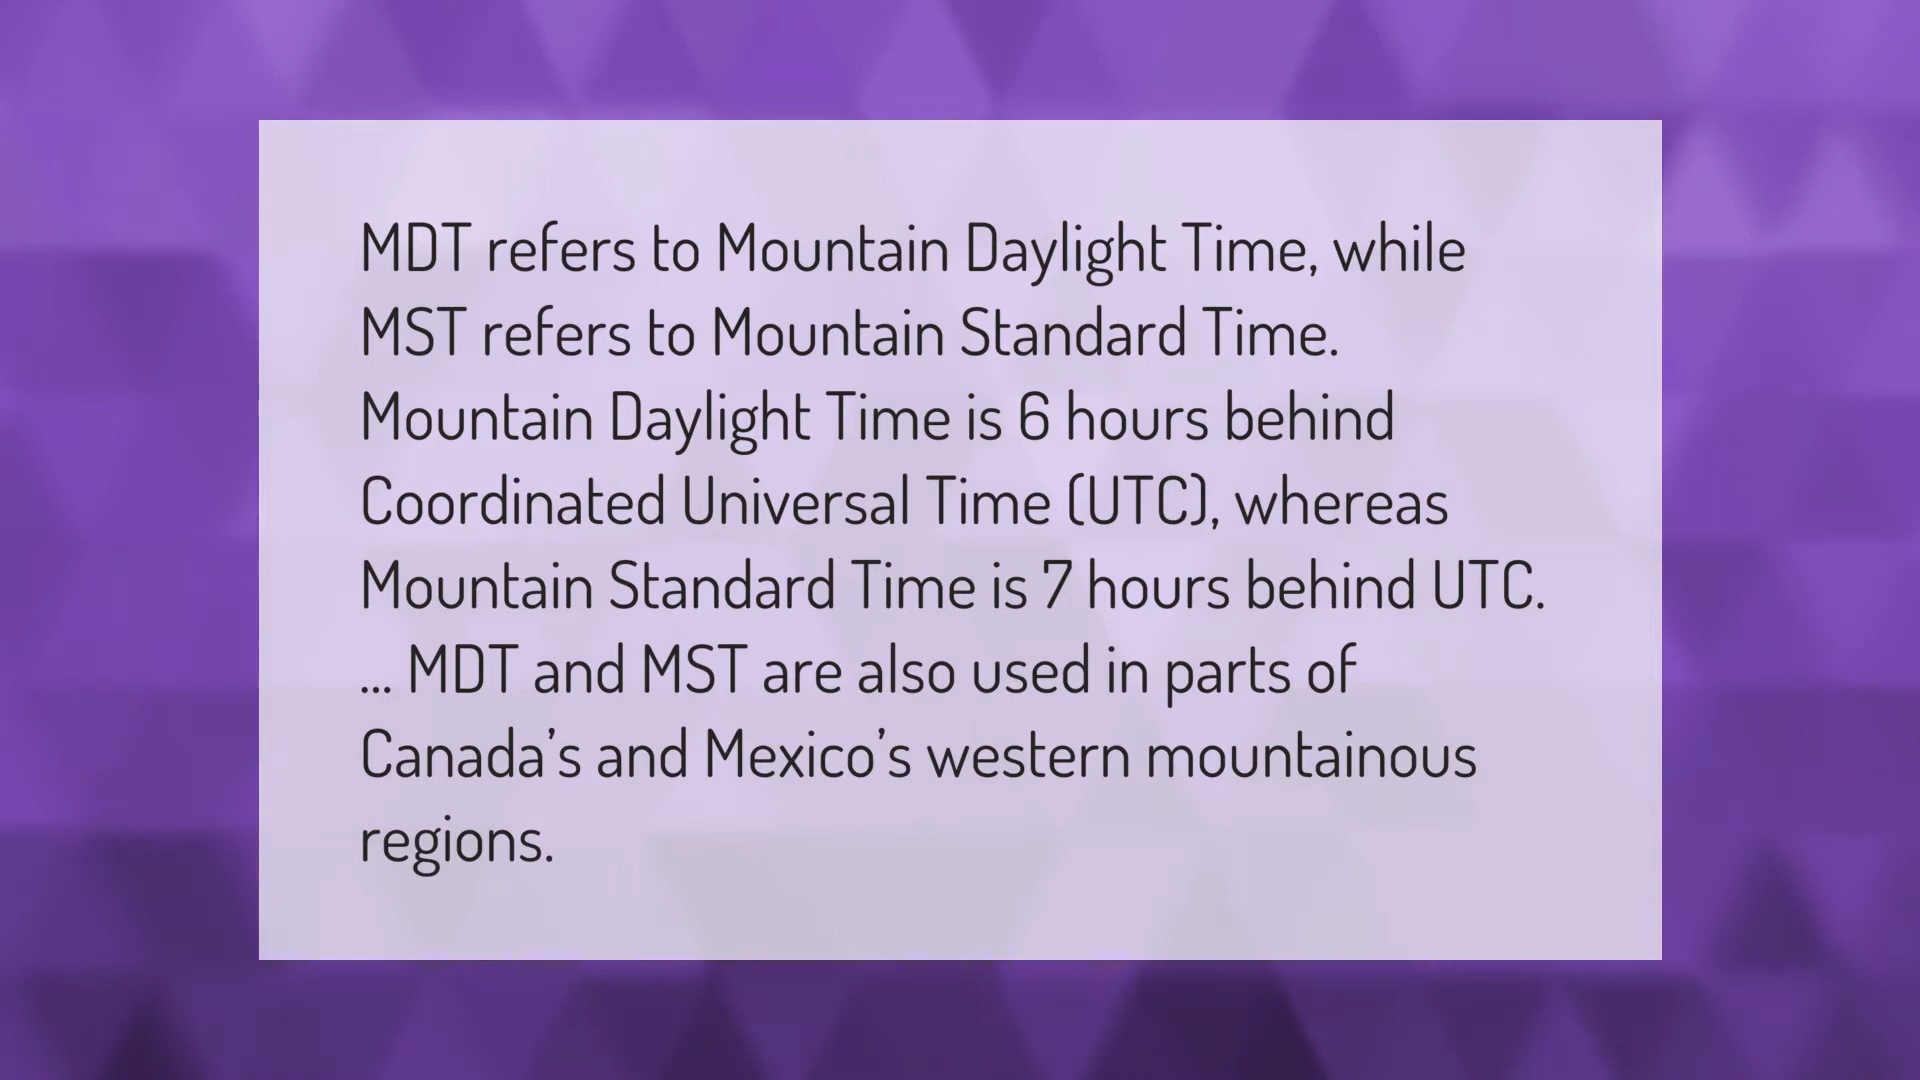 MDT refers to Mountain Daylight Time, while
MST refers to Mountain Standard Time.
Mountain Daylight Time is 6 hours behind
Coordinated Universal Time (UTC), whereas
Mountain Standard Time is 7 hours behind UTC.
... MDT and MST are also used in parts of
Canada’s and Mexico’s western mountainous
regions.